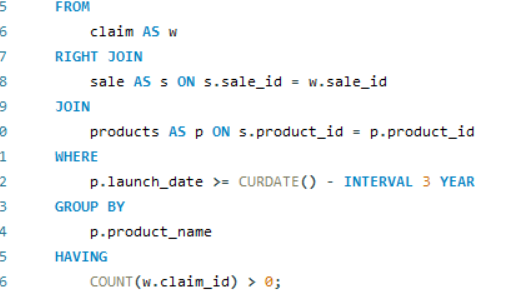 5 FROM
6 claim AS w
7 RIGHT JOIN
8 sale AS s ON s.sale_id = w.sale_id
9 JOIN
0 products AS p ON s.product_id = p.product_id
1 WHERE
2 p.launch_date >= CURDATE() - INTERVAL 3 YEAR
3 GROUP BY
4 p.product_name
5 HAVING
6 COUNT(w.claim_id) > 0;